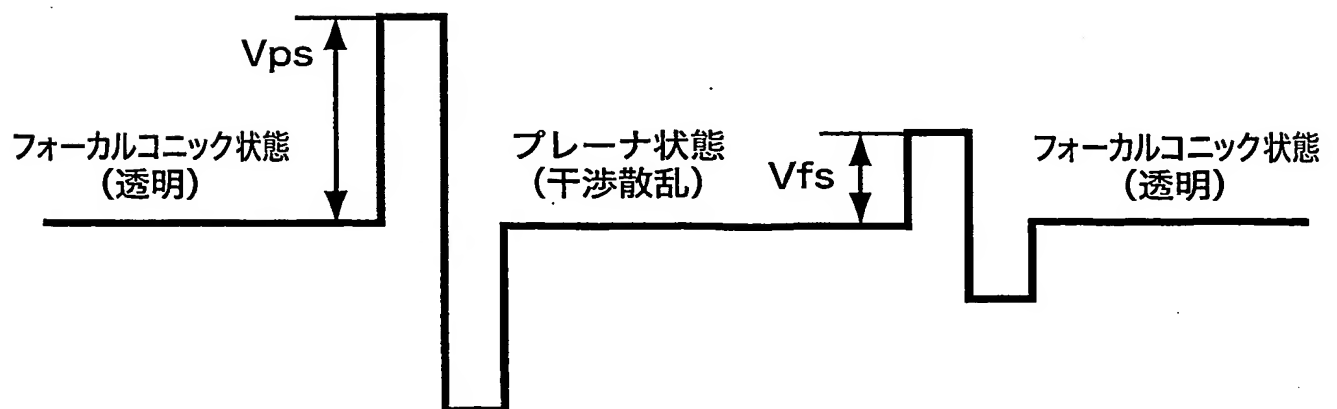 Vps
フォーカルコニック状態
(透明)
プレーナ状態
(干渉散乱)
Vfs
フォーカルコニック状態
(透明)